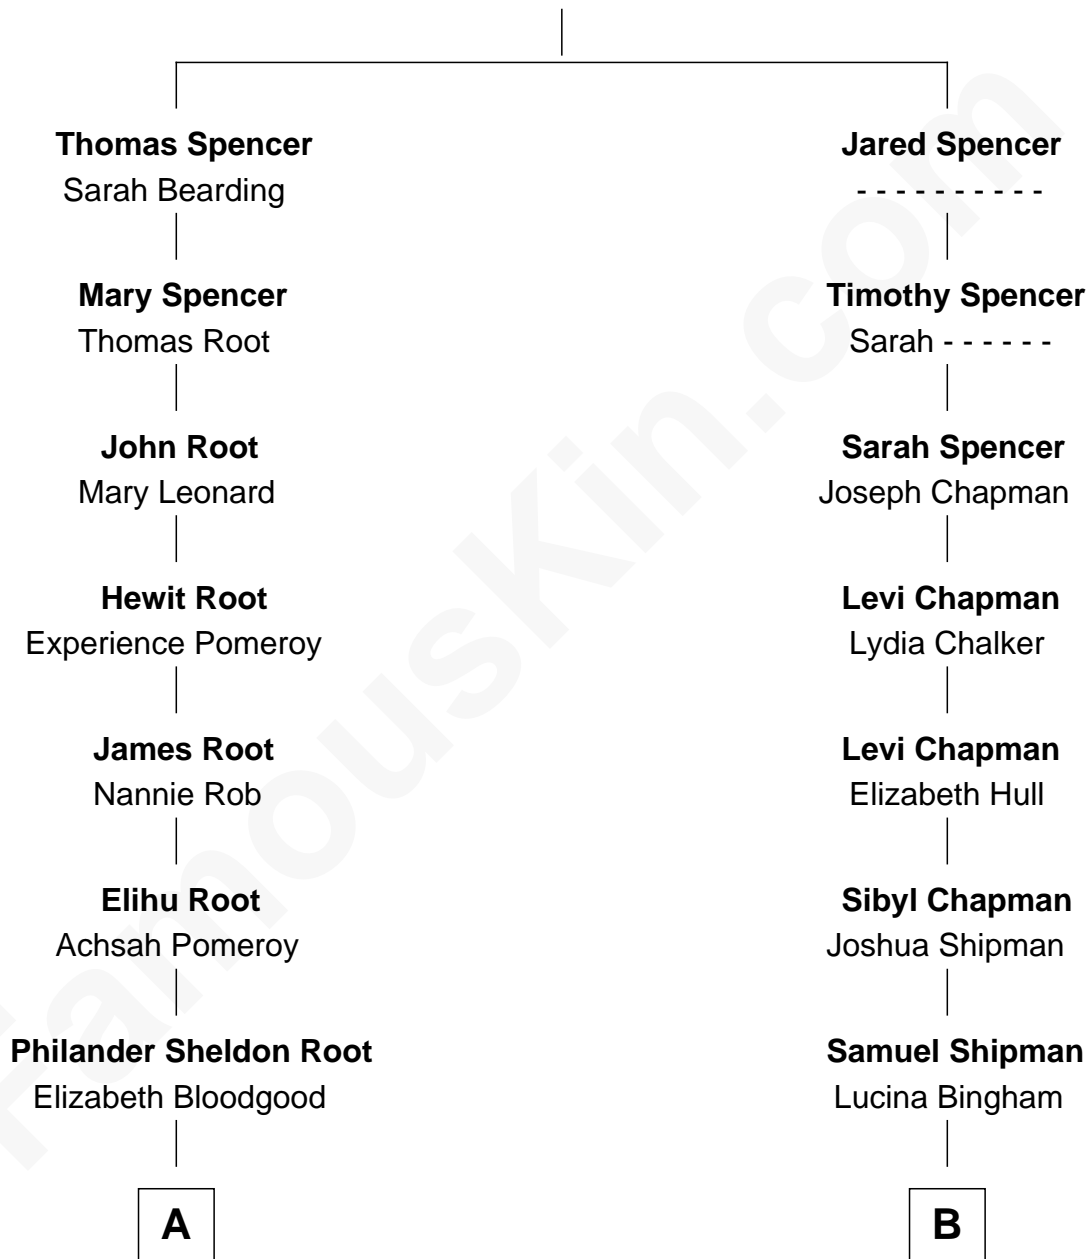 Thomas Spencer
Sarah Bearding
Mary Spencer
Thomas Root
John Root
Mary Leonard
Hewit Root
Experience Pomeroy
James Root
Nannie Rob
Elihu Root
Achsah Pomeroy
Philander Sheldon Root
Elizabeth Bloodgood
A
Jared Spencer
- - - - - - - - - -
Timothy Spencer
Sarah - - - - - -
Sarah Spencer
Joseph Chapman
Levi Chapman
Lydia Chalker
Levi Chapman
Elizabeth Hull
Sibyl Chapman
Joshua Shipman
Samuel Shipman
Lucina Bingham
B
FamousKin.com